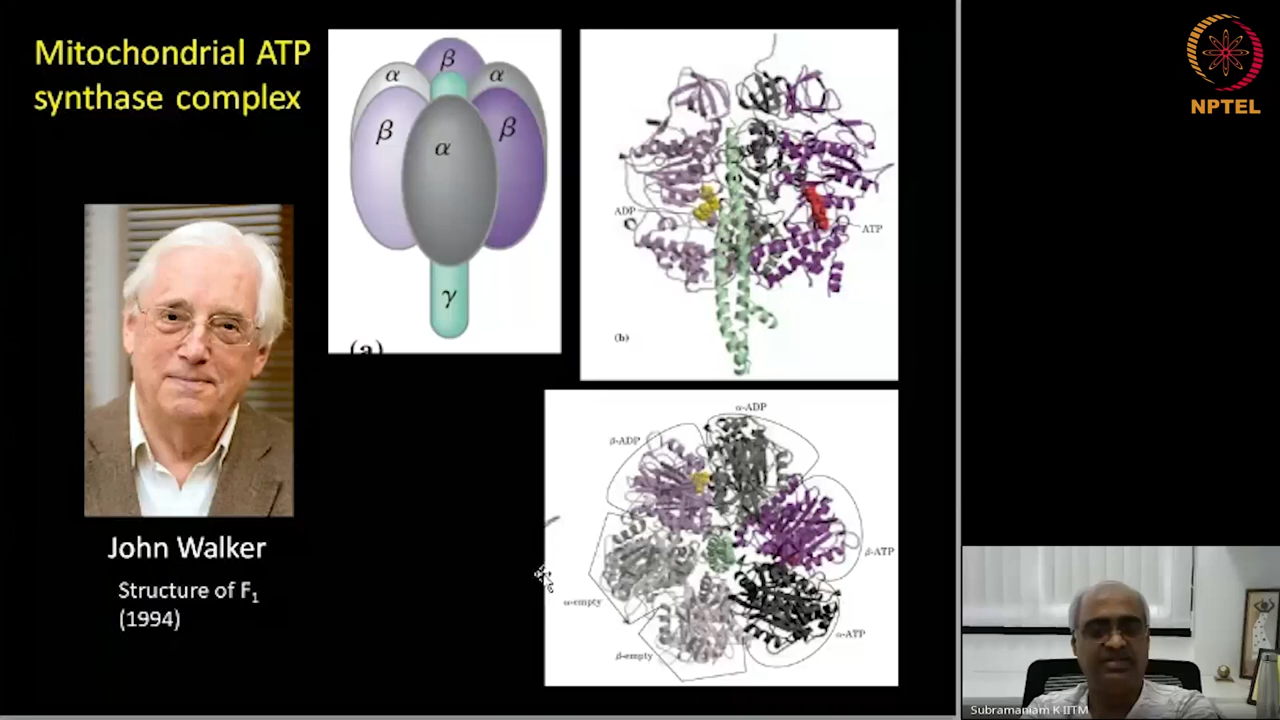 Mitochondrial ATP
synthase complex
β
α
α
β
β
α
γ
(a)
ADP
ATP
(b)
α-ADP
β-ADP
β-ATP
α-empty
α-ATP
β-empty
John Walker
Structure of F₁
(1994)
NPTEL
Subramaniam K IITM